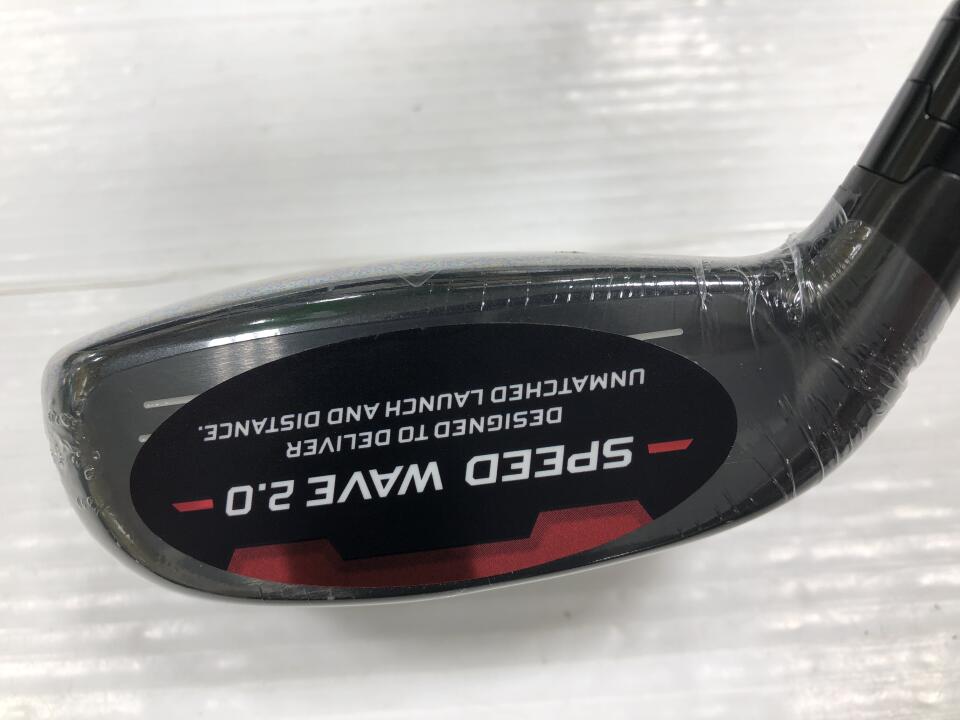 - SPEED WAVE 2.0 -
DESIGNED TO DELIVER
UNMATCHED LAUNCH AND DISTANCE.